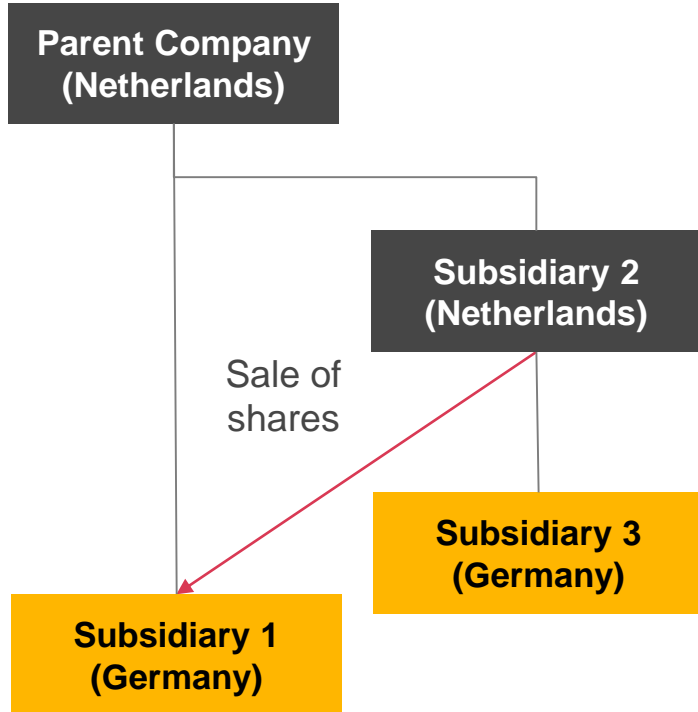 Parent Company
(Netherlands)
Subsidiary 2
(Netherlands)
Sale of
shares
Subsidiary 3
(Germany)
Subsidiary 1
(Germany)